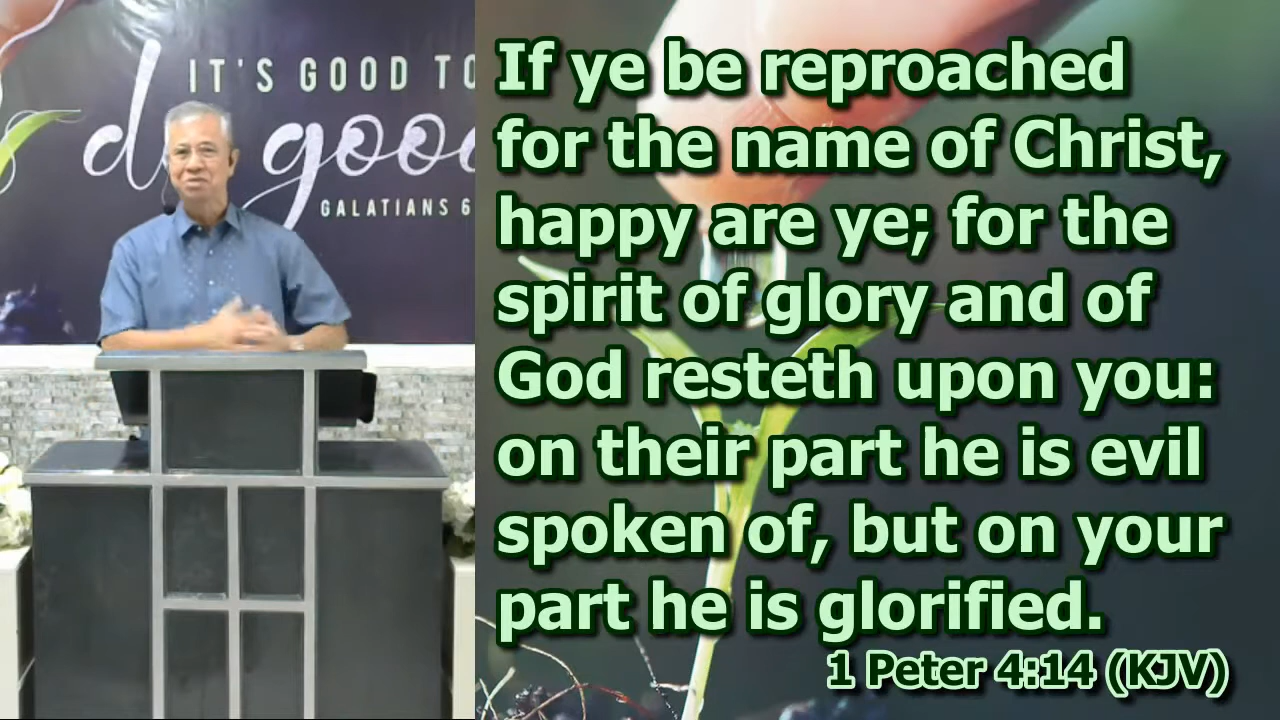 IT'S GOOD TO
do good
GALATIANS 6
If ye be reproached
for the name of Christ,
happy are ye; for the
spirit of glory and of
God resteth upon you:
on their part he is evil
spoken of, but on your
part he is glorified.
1 Peter 4:14 (KJV)